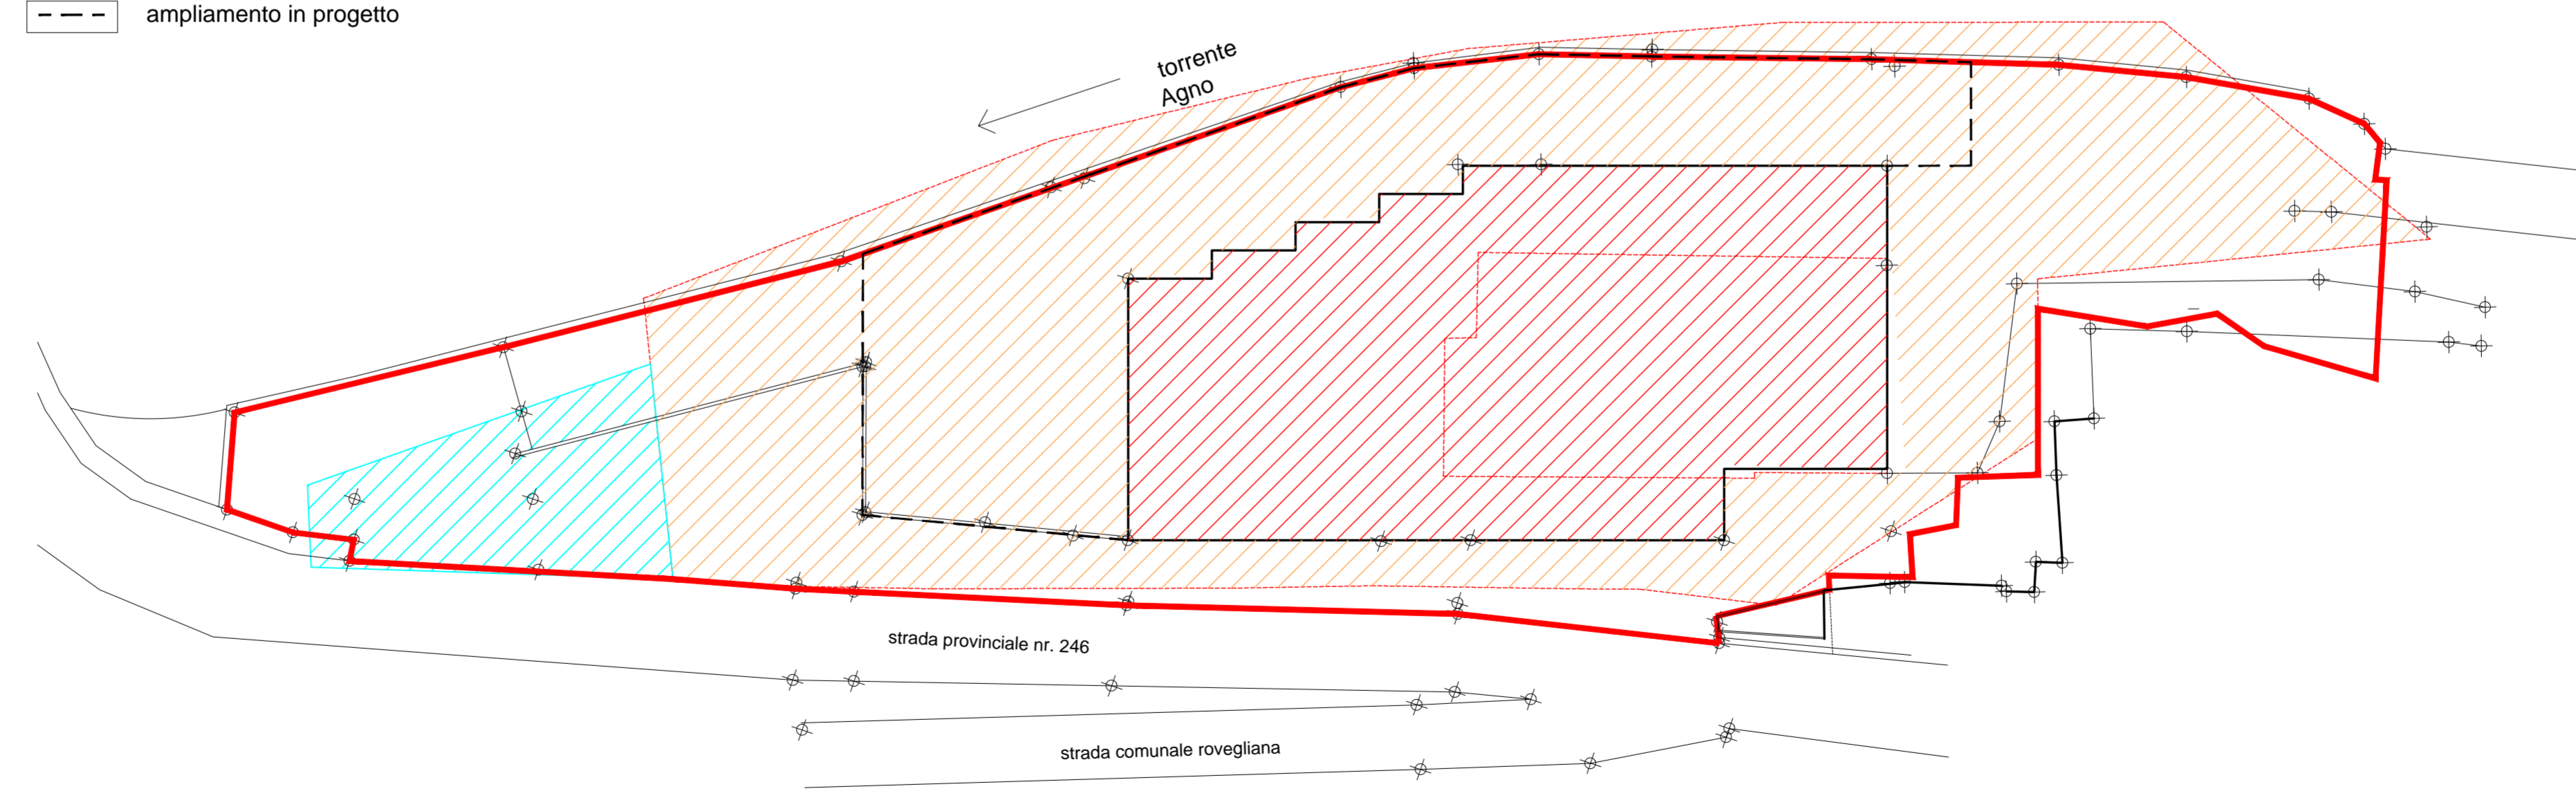 ampliamento in progetto
torrente
Agno
strada provinciale nr. 246
strada comunale rovegliana